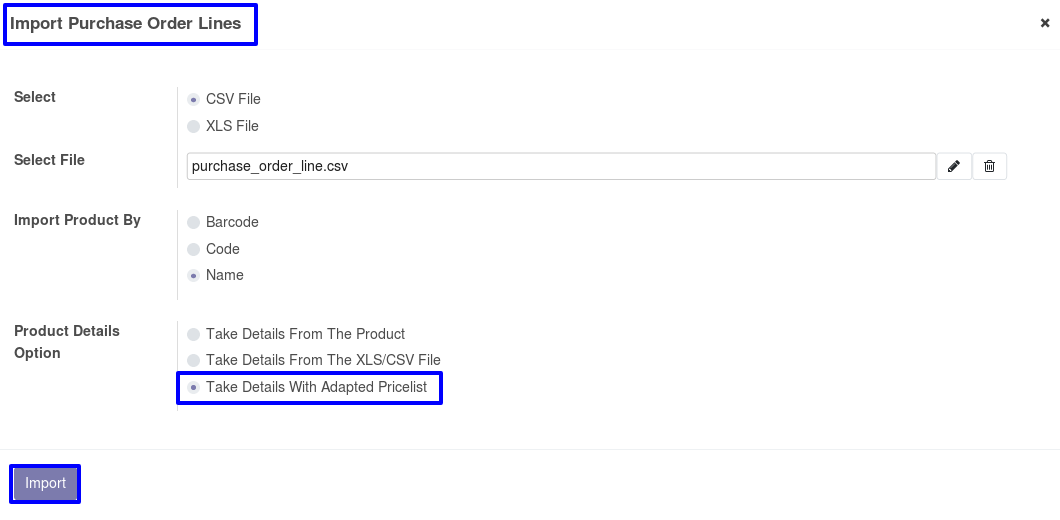 Import Purchase Order Lines
Select
CSV File
XLS File
Select File
purchase_order_line.csv
Import Product By
Barcode
Code
Name
Product Details
Option
Take Details From The Product
Take Details From The XLS/CSV File
Take Details With Adapted Pricelist
Import